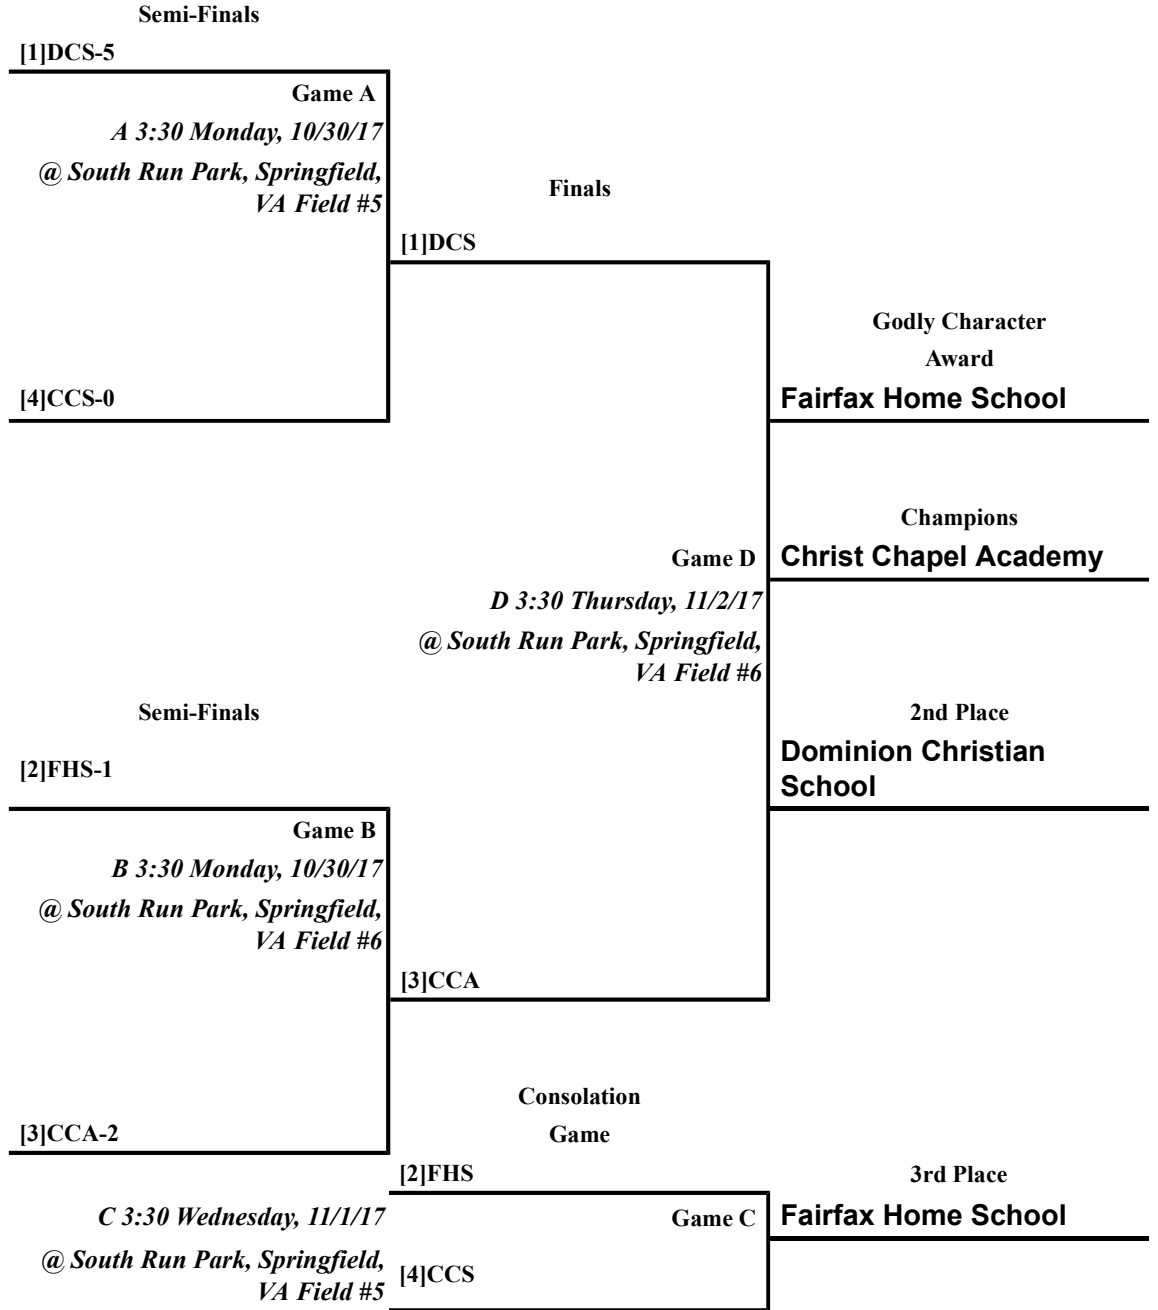 Semi-Finals
[1]DCS-5
Game A
A 3:30 Monday, 10/30/17
@ South Run Park, Springfield,
VA Field #5
Finals
[1]DCS
Godly Character
Award
[4]CCS-0
Fairfax Home School
Champions
Game D
Christ Chapel Academy
D 3:30 Thursday, 11/2/17
@ South Run Park, Springfield,
VA Field #6
Semi-Finals
2nd Place
[2]FHS-1
Dominion Christian
School
Game B
B 3:30 Monday, 10/30/17
@ South Run Park, Springfield,
VA Field #6
[3]CCA
Consolation
Game
[3]CCA-2
[2]FHS
3rd Place
C 3:30 Wednesday, 11/1/17
Game C
Fairfax Home School
@ South Run Park, Springfield,
VA Field #5
[4]CCS